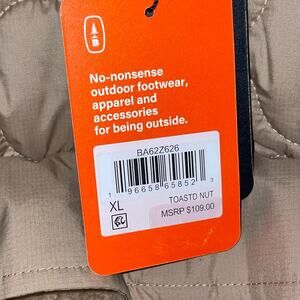 B
No-nonsense
outdoor footwear,
apparel and
accessories
for being outside.
BA62Z626
1 96658 65852 3
XL
TOASTD NUT
MSRP $109.00